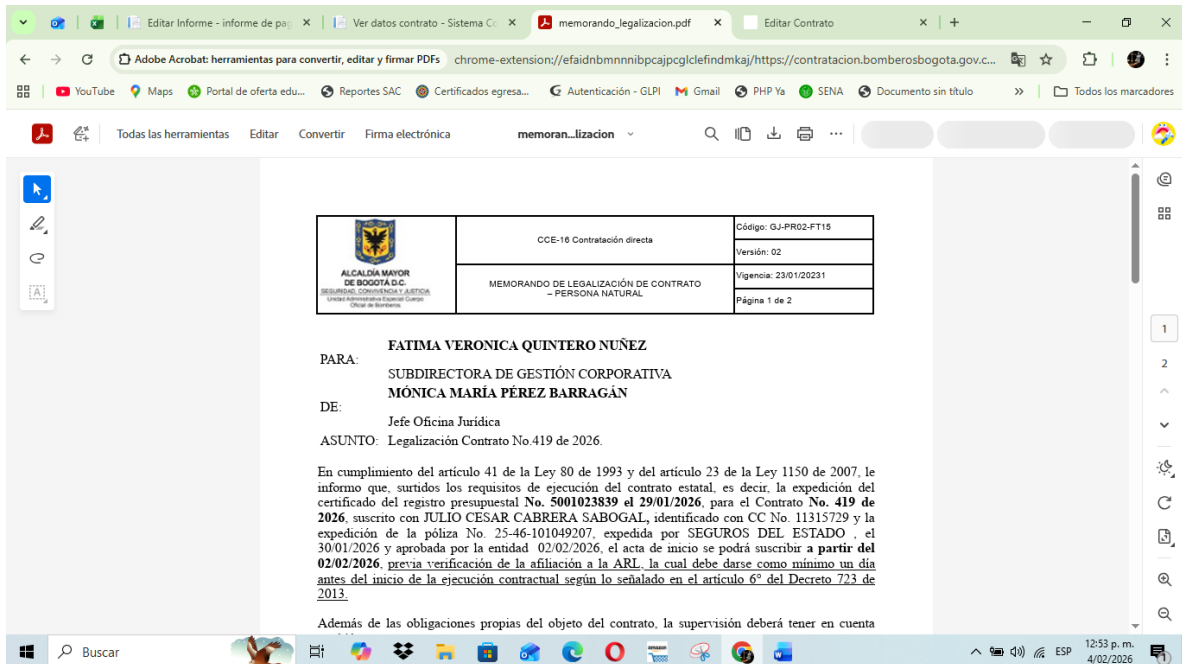 Editar Informe - informe de pag
Ver datos contrato - Sistema Co
memorando_legalizacion.pdf
Editar Contrato
Adobe Acrobat: herramientas para convertir, editar y firmar PDFs
chrome-extension://efaidnbmnnnibpcajpcglclefindmkaj/https://contratacion.bomberosbogota.gov.c...
YouTube
Maps
Portal de oferta edu...
Reportes SAC
Certificados egresa...
Autenticación - GLPI
Gmail
PHP Ya
SENA
Documento sin título
Todos los marcadores
Todas las herramientas
Editar
Convertir
Firma electrónica
memoran...lizacion
ALCALDÍA MAYOR
DE BOGOTÁ D.C.
SEGURIDAD, CONVIVENCIA Y JUSTICIA
Unidad Administrativa Especial Cuerpo
Oficial de Bomberos
CCE-16 Contratación directa
MEMORANDO DE LEGALIZACIÓN DE CONTRATO
– PERSONA NATURAL
Código: GJ-PR02-FT15
Versión: 02
Vigencia: 23/01/20231
Página 1 de 2
PARA:
FATIMA VERONICA QUINTERO NUÑEZ
SUBDIRECTORA DE GESTIÓN CORPORATIVA
DE:
MÓNICA MARÍA PÉREZ BARRAGÁN
Jefe Oficina Jurídica
ASUNTO: Legalización Contrato No.419 de 2026.
En cumplimiento del artículo 41 de la Ley 80 de 1993 y del artículo 23 de la Ley 1150 de 2007, le
informo que, surtidos los requisitos de ejecución del contrato estatal, es decir, la expedición del
certificado del registro presupuestal No. 5001023839 el 29/01/2026, para el Contrato No. 419 de
2026, suscrito con JULIO CESAR CABRERA SABOGAL, identificado con CC No. 11315729 y la
expedición de la póliza No. 25-46-101049207, expedida por SEGUROS DEL ESTADO , el
30/01/2026 y aprobada por la entidad 02/02/2026, el acta de inicio se podrá suscribir a partir del
02/02/2026, previa verificación de la afiliación a la ARL, la cual debe darse como mínimo un día
antes del inicio de la ejecución contractual según lo señalado en el artículo 6° del Decreto 723 de
2013.
Además de las obligaciones propias del objeto del contrato, la supervisión deberá tener en cuenta
1
2
Buscar
ESP
12:53 p. m.
4/02/2026